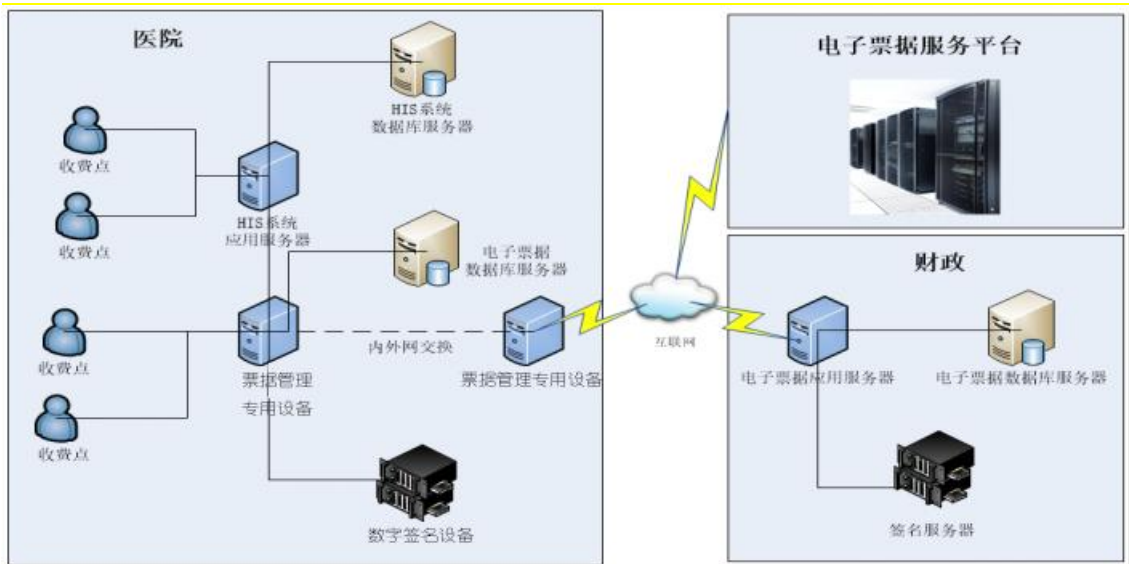 医院
HIS系统
数据库服务器
收费点
收费点
HIS系统
应用服务器
电子票据
数据库服务器
收费点
收费点
票据管理
专用设备
内外网交换
票据管理专用设备
数字签名设备
互联网
电子票据服务平台
财政
电子票据应用服务器
电子票据数据库服务器
签名服务器